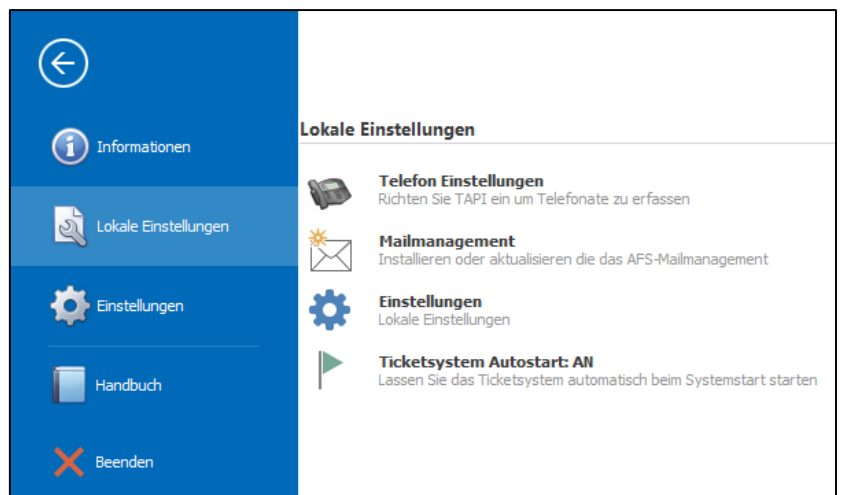 Informationen
Lokale Einstellungen
Einstellungen
Handbuch
Beenden
Lokale Einstellungen
Telefon Einstellungen
Richten Sie TAPI ein um Telefonate zu erfassen
Mailmanagement
Installieren oder aktualisieren die das AFS-Mailmanagement
Einstellungen
Lokale Einstellungen
Ticketsystem Autostart: AN
Lassen Sie das Ticketsystem automatisch beim Systemstart starten